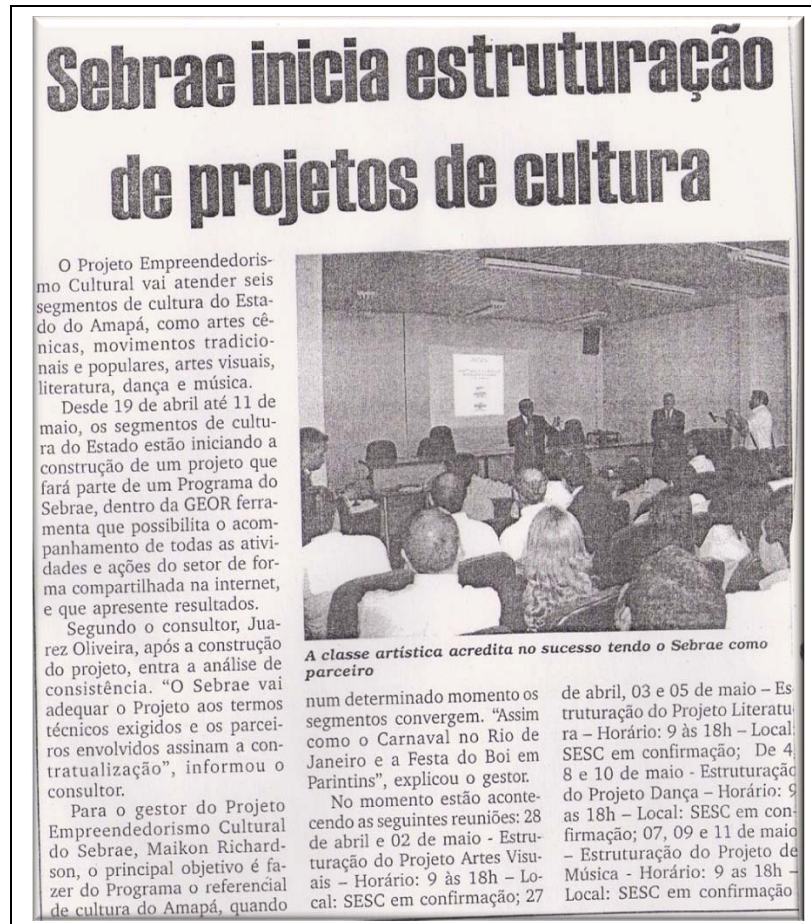 Sebrae inicia estruturação
de projetos de cultura
O Projeto Empreendedoris-
mo Cultural vai atender seis
segmentos de cultura do Esta-
do do Amapá, como artes cê-
nicas, movimentos tradicio-
nais e populares, artes visuais,
literatura, dança e música.
Desde 19 de abril até 11 de
maio, os segmentos de cultu-
ra do Estado estão iniciando a
construção de um projeto que
fará parte de um Programa do
Sebrae, dentro da GEOR ferra-
menta que possibilita o acom-
panhamento de todas as ativi-
dades e ações do setor de for-
ma compartilhada na internet,
e que apresente resultados.
Segundo o consultor, Jua-
rez Oliveira, após a construção
do projeto, entra a análise de
consistência. “O Sebrae vai
adequar o Projeto aos termos
técnicos exigidos e os parcei-
ros envolvidos assinam a con-
tratualização”, informou o
consultor.
Para o gestor do Projeto
Empreendedorismo Cultural
do Sebrae, Maikon Richard-
son, o principal objetivo é fa-
zer do Programa o referencial
de cultura do Amapá, quando
A classe artística acredita no sucesso tendo o Sebrae como
parceiro
num determinado momento os
segmentos convergem. “Assim
como o Carnaval no Rio de
Janeiro e a Festa do Boi em
Parintins”, explicou o gestor.
No momento estão aconte-
cendo as seguintes reuniões: 28
de abril e 02 de maio - Estru-
turação do Projeto Artes Visu-
ais – Horário: 9 às 18h – Lo-
cal: SESC em confirmação; 27
de abril, 03 e 05 de maio – Es-
truturação do Projeto Literatu-
ra – Horário: 9 às 18h – Local:
SESC em confirmação; De 4,
8 e 10 de maio - Estruturação
do Projeto Dança – Horário: 9
as 18h – Local: SESC em con-
firmação; 07, 09 e 11 de maio
– Estruturação do Projeto de
Música - Horário: 9 as 18h –
Local: SESC em confirmação